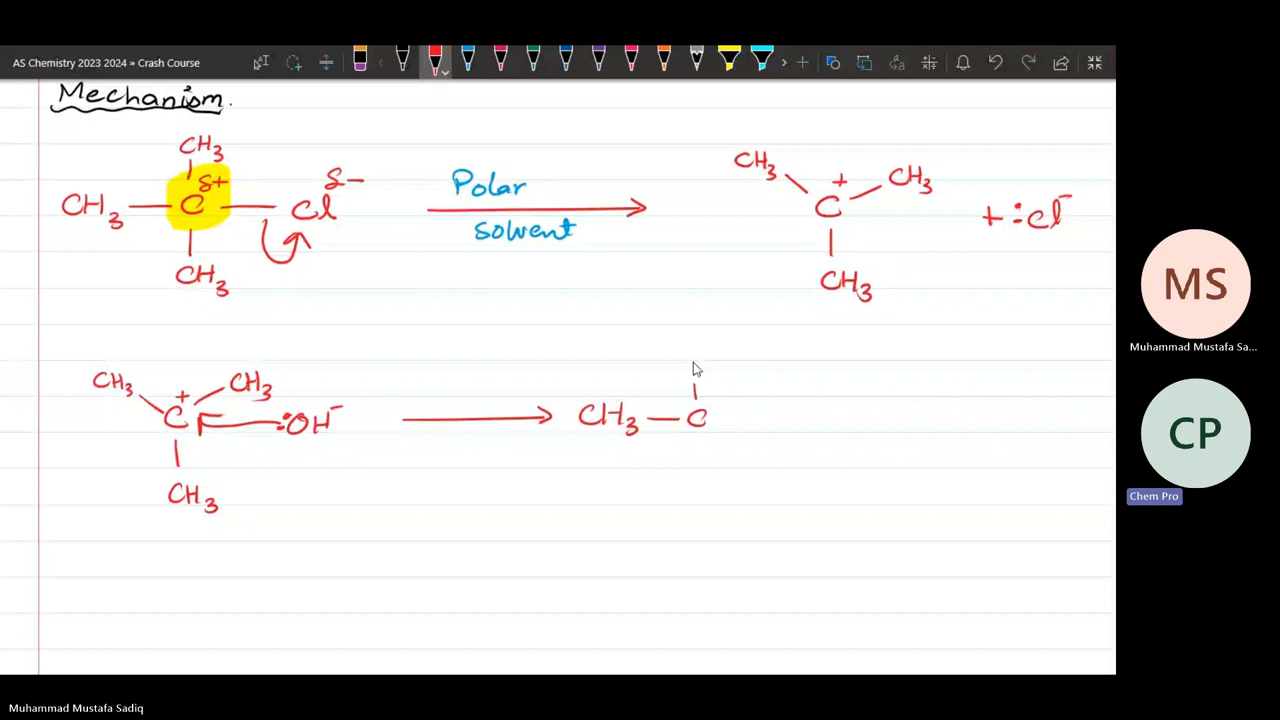 AS Chemistry 2023 2024 » Crash Course
Mechanism.
CH3
CH3 — C δ+ — Cl δ−
CH3
Polar
solvent
CH3 CH3
C +
CH3
+ :Cl−
CH3 CH3
C + :OH−
CH3
CH3 — C
MS
Muhammad Mustafa Sa...
CP
Chem Pro
Muhammad Mustafa Sadiq